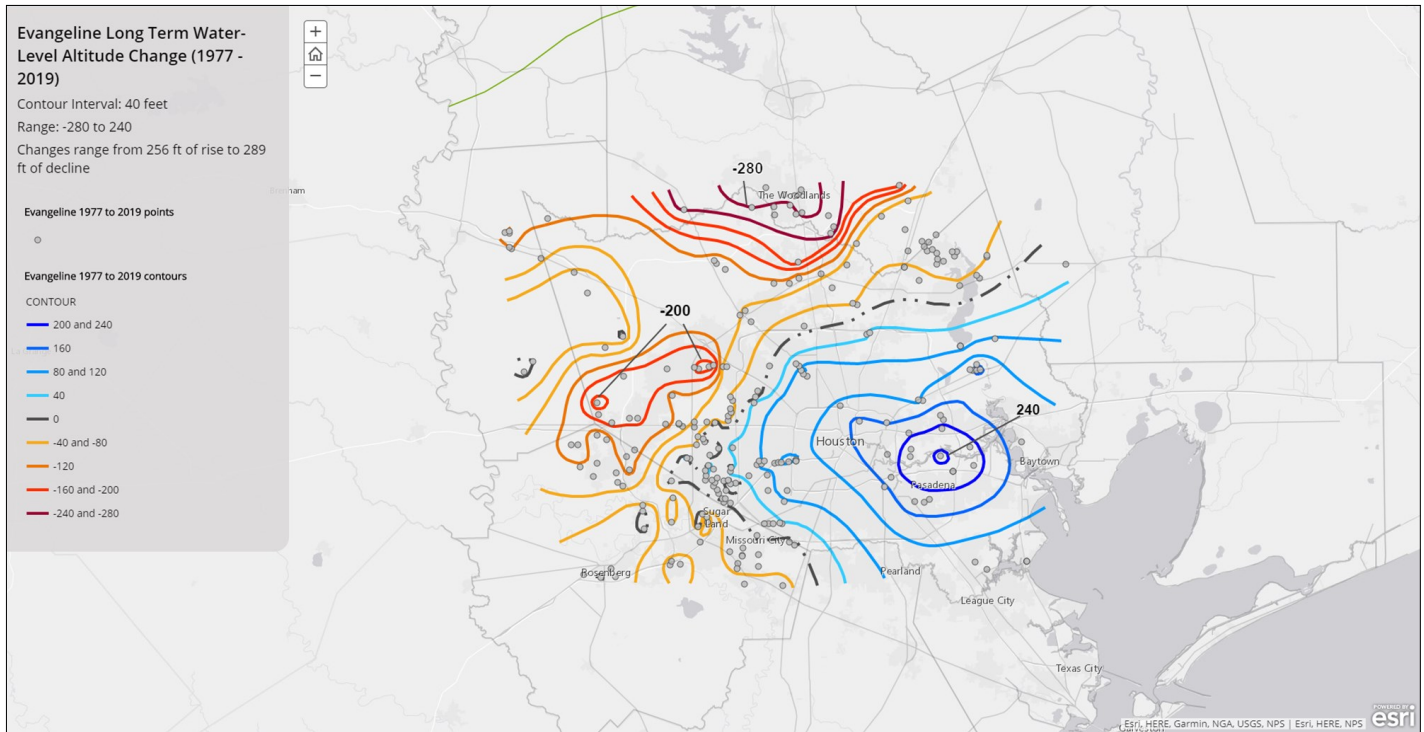 Evangeline Long Term Water-
Level Altitude Change (1977 -
2019)
Contour Interval: 40 feet
Range: -280 to 240
Changes range from 256 ft of rise to 289
ft of decline
Evangeline 1977 to 2019 points
Evangeline 1977 to 2019 contours
CONTOUR
200 and 240
160
80 and 120
40
0
-40 and -80
-120
-160 and -200
-240 and -280
+
−
-280
The Woodlands
-200
240
Houston
Baytown
Pasadena
Sugar
Land
Missouri City
Rosenberg
Pearland
League City
Texas City
Galveston
Esri, HERE, Garmin, NGA, USGS, NPS | Esri, HERE, NPS
POWERED BY
esri